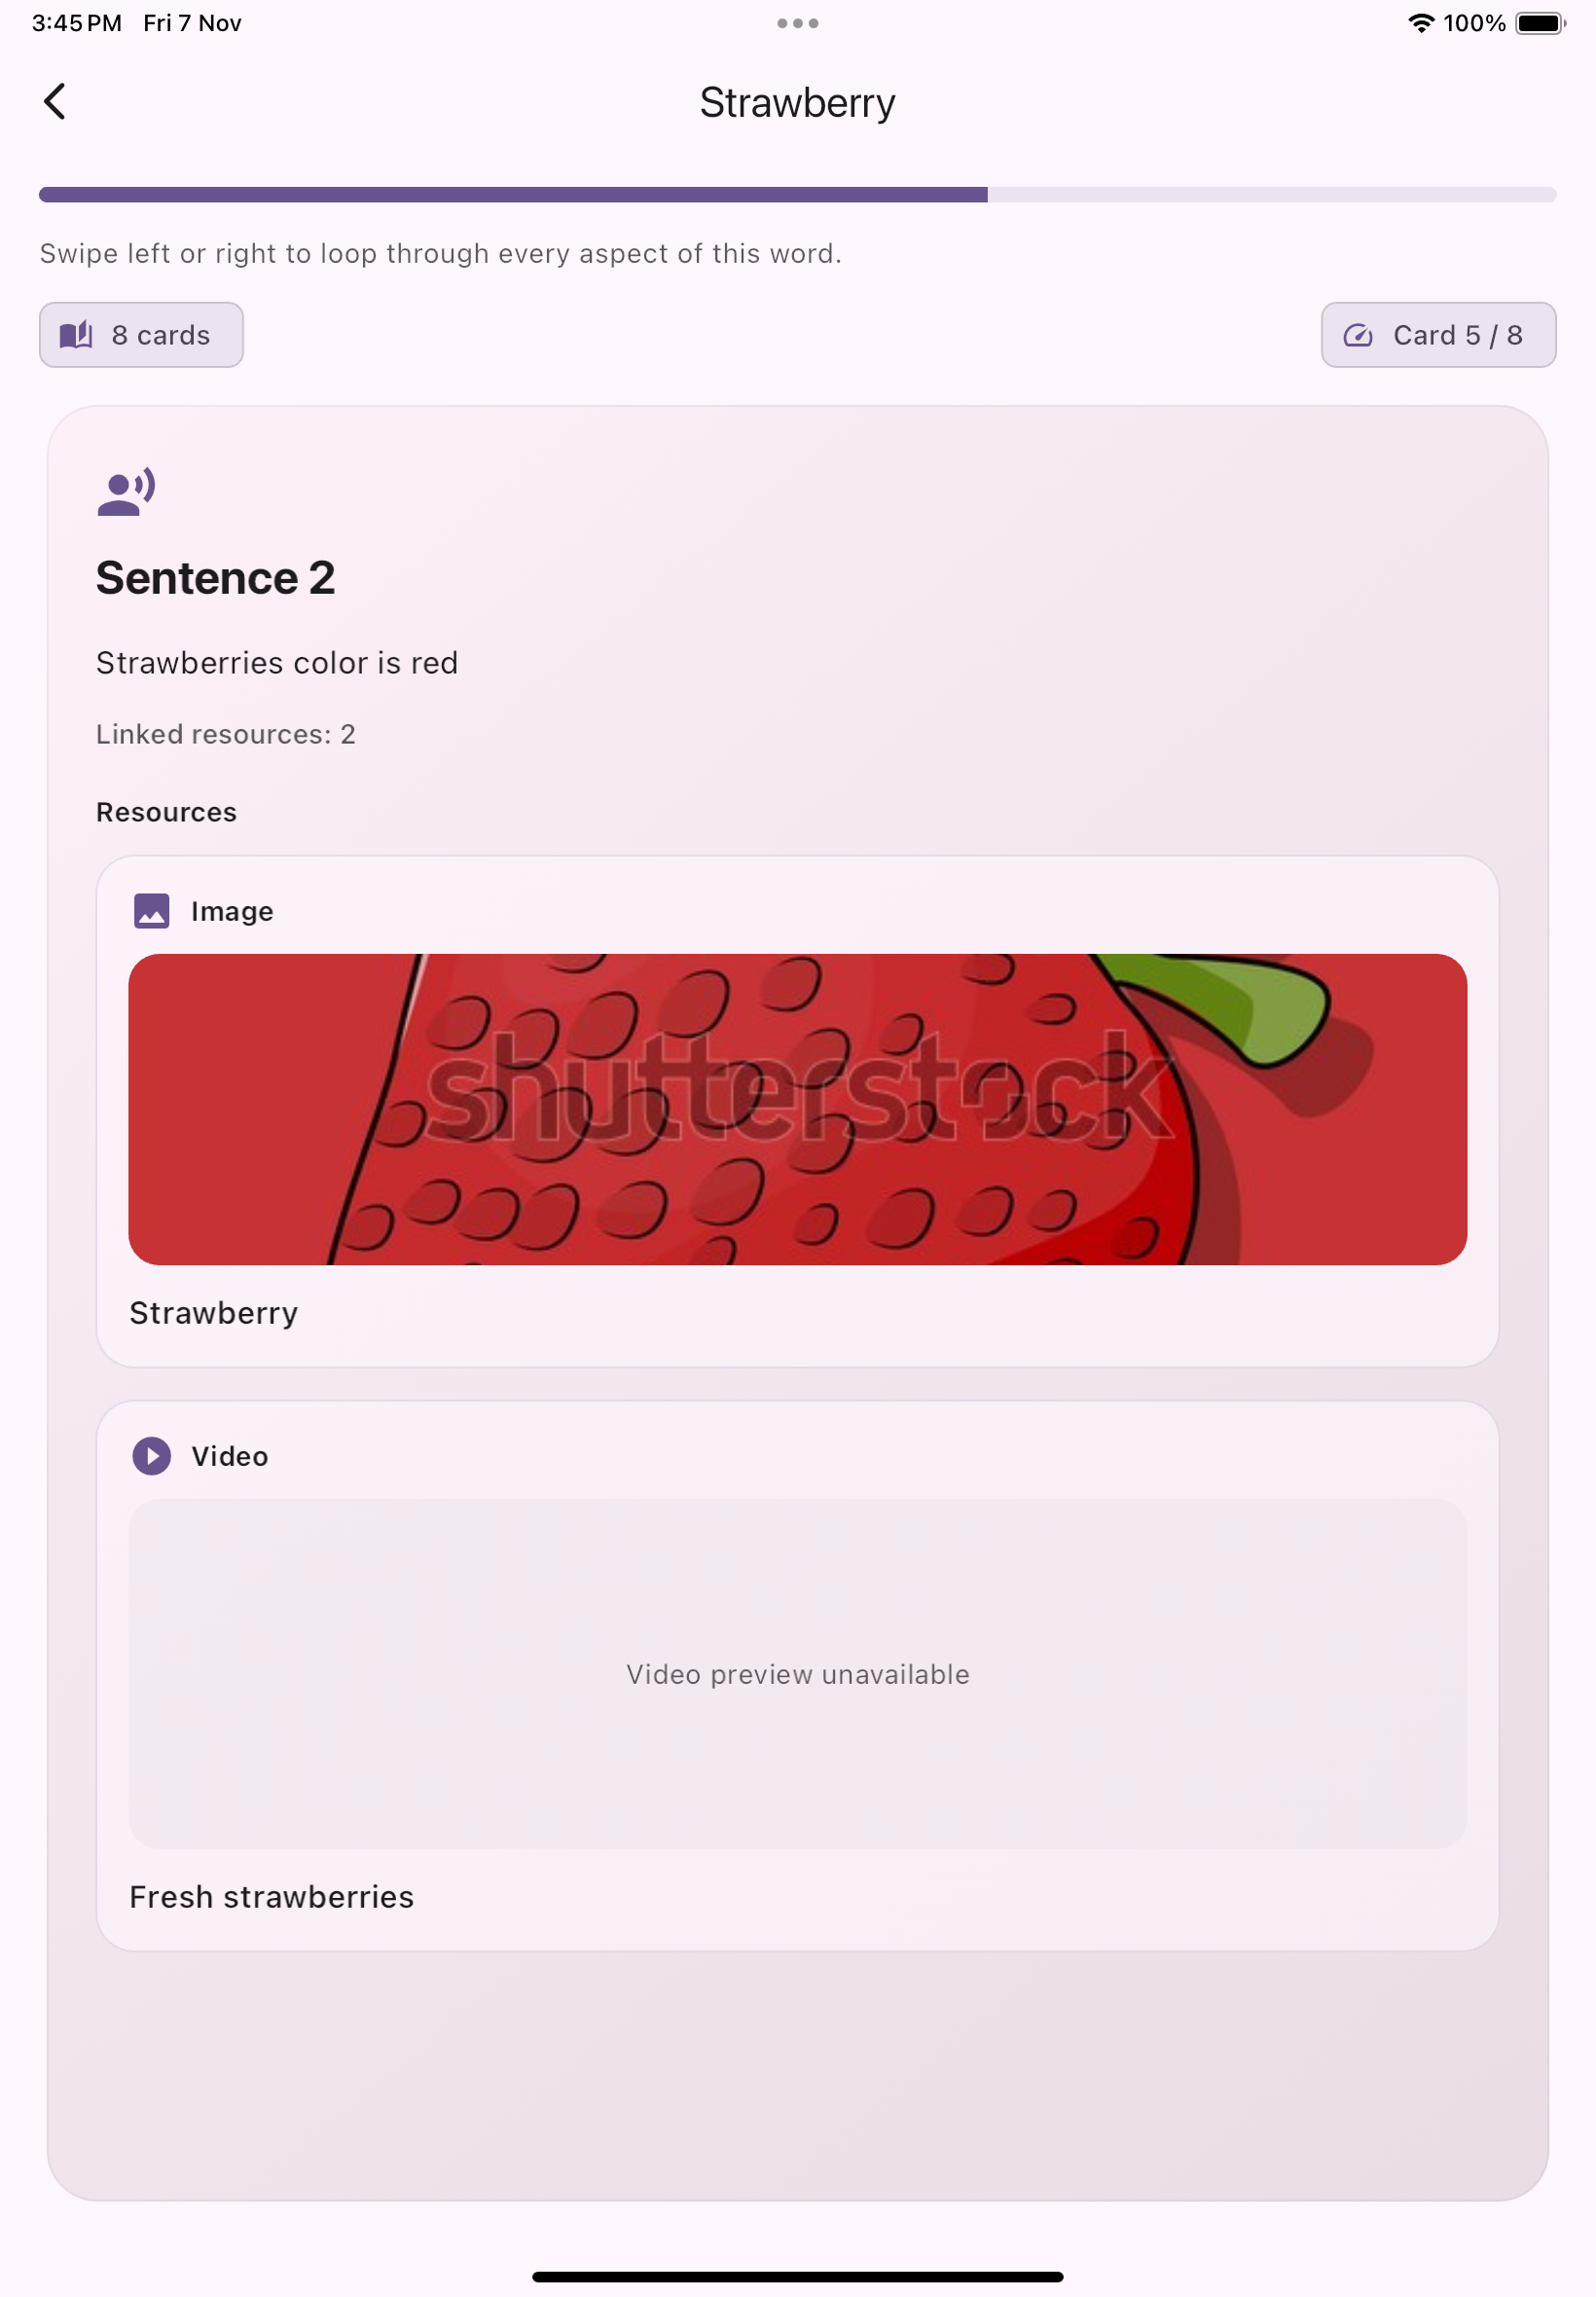 3:45 PM Fri 7 Nov
100%
Strawberry
Swipe left or right to loop through every aspect of this word.
8 cards
Card 5 / 8
Sentence 2
Strawberries color is red
Linked resources: 2
Resources
Image
shutterstock
Strawberry
Video
Video preview unavailable
Fresh strawberries